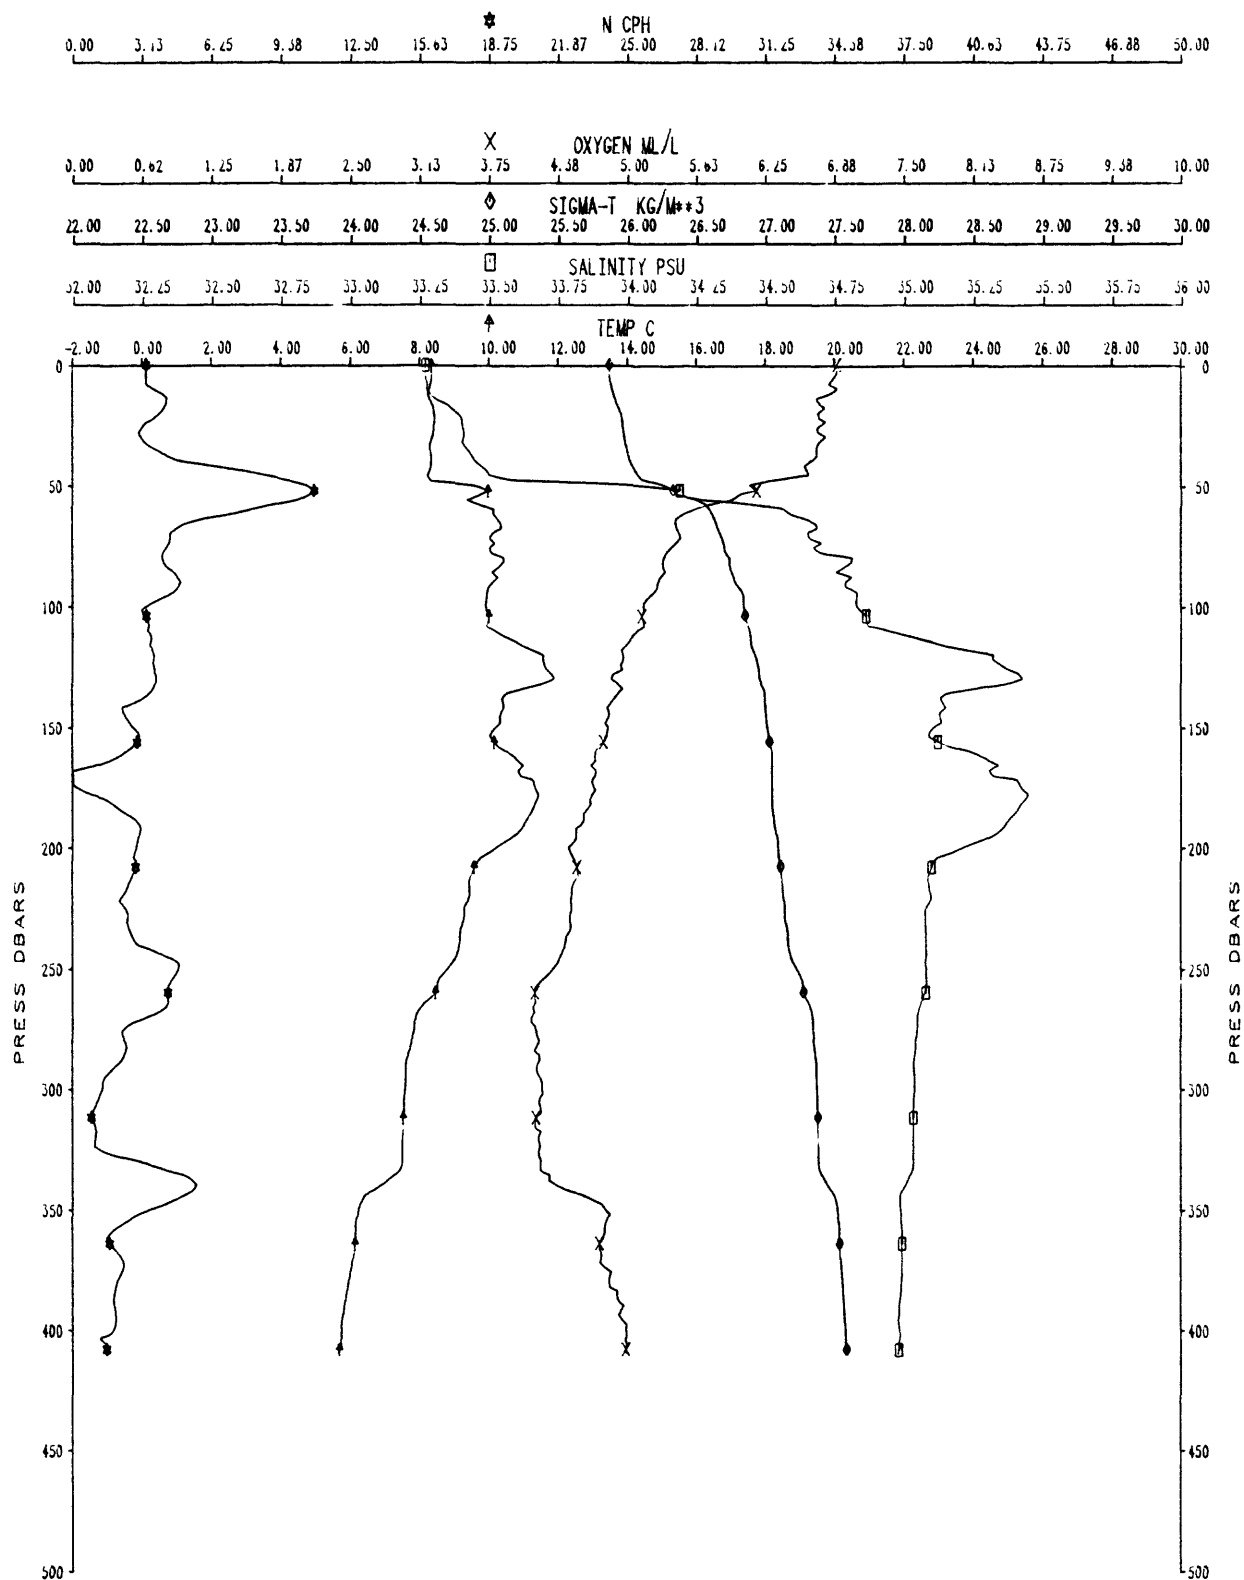 N CPH
0.00 3.13 6.25 9.38 12.50 15.63 18.75 21.87 25.00 28.12 31.25 34.38 37.50 40.63 43.75 46.88 50.00
OXYGEN ML/L
0.00 0.62 1.25 1.87 2.50 3.13 3.75 4.38 5.00 5.63 6.25 6.88 7.50 8.13 8.75 9.38 10.00
SIGMA-T KG/M**3
22.00 22.50 23.00 23.50 24.00 24.50 25.00 25.50 26.00 26.50 27.00 27.50 28.00 28.50 29.00 29.50 30.00
SALINITY PSU
32.00 32.25 32.50 32.75 33.00 33.25 33.50 33.75 34.00 34.25 34.50 34.75 35.00 35.25 35.50 35.75 36.00
TEMP C
-2.00 0.00 2.00 4.00 6.00 8.00 10.00 12.00 14.00 16.00 18.00 20.00 22.00 24.00 26.00 28.00 30.00
0 0
50 50
100 100
150 150
200 200
250 250
300 300
350 350
400 400
450 450
500 500
PRESS DBARS
PRESS DBARS